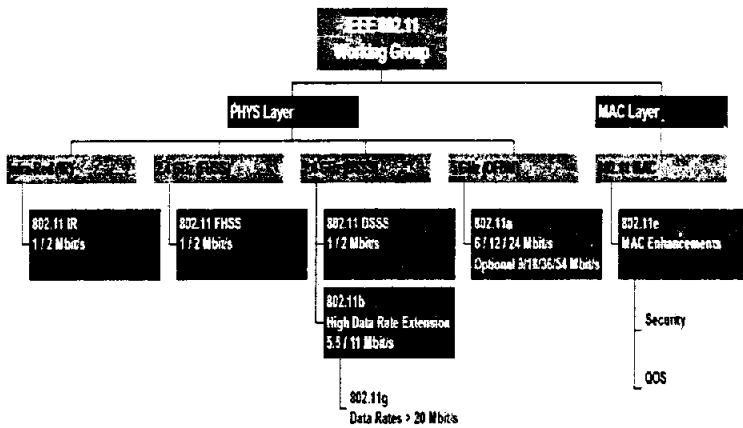 IEEE 802.11
Working Group
PHYS Layer
MAC Layer
802.11 MAC
802.11 IR
1 / 2 Mbit/s
802.11 FHSS
1 / 2 Mbit/s
802.11 DSSS
1 / 2 Mbit/s
802.11a
6 / 12 / 24 Mbit/s
Optional 9/18/36/54 Mbit/s
802.11e
MAC Enhancements
802.11b
High Data Rate Extension
5.5 / 11 Mbit/s
Security
QOS
802.11g
Data Rates > 20 Mbit/s